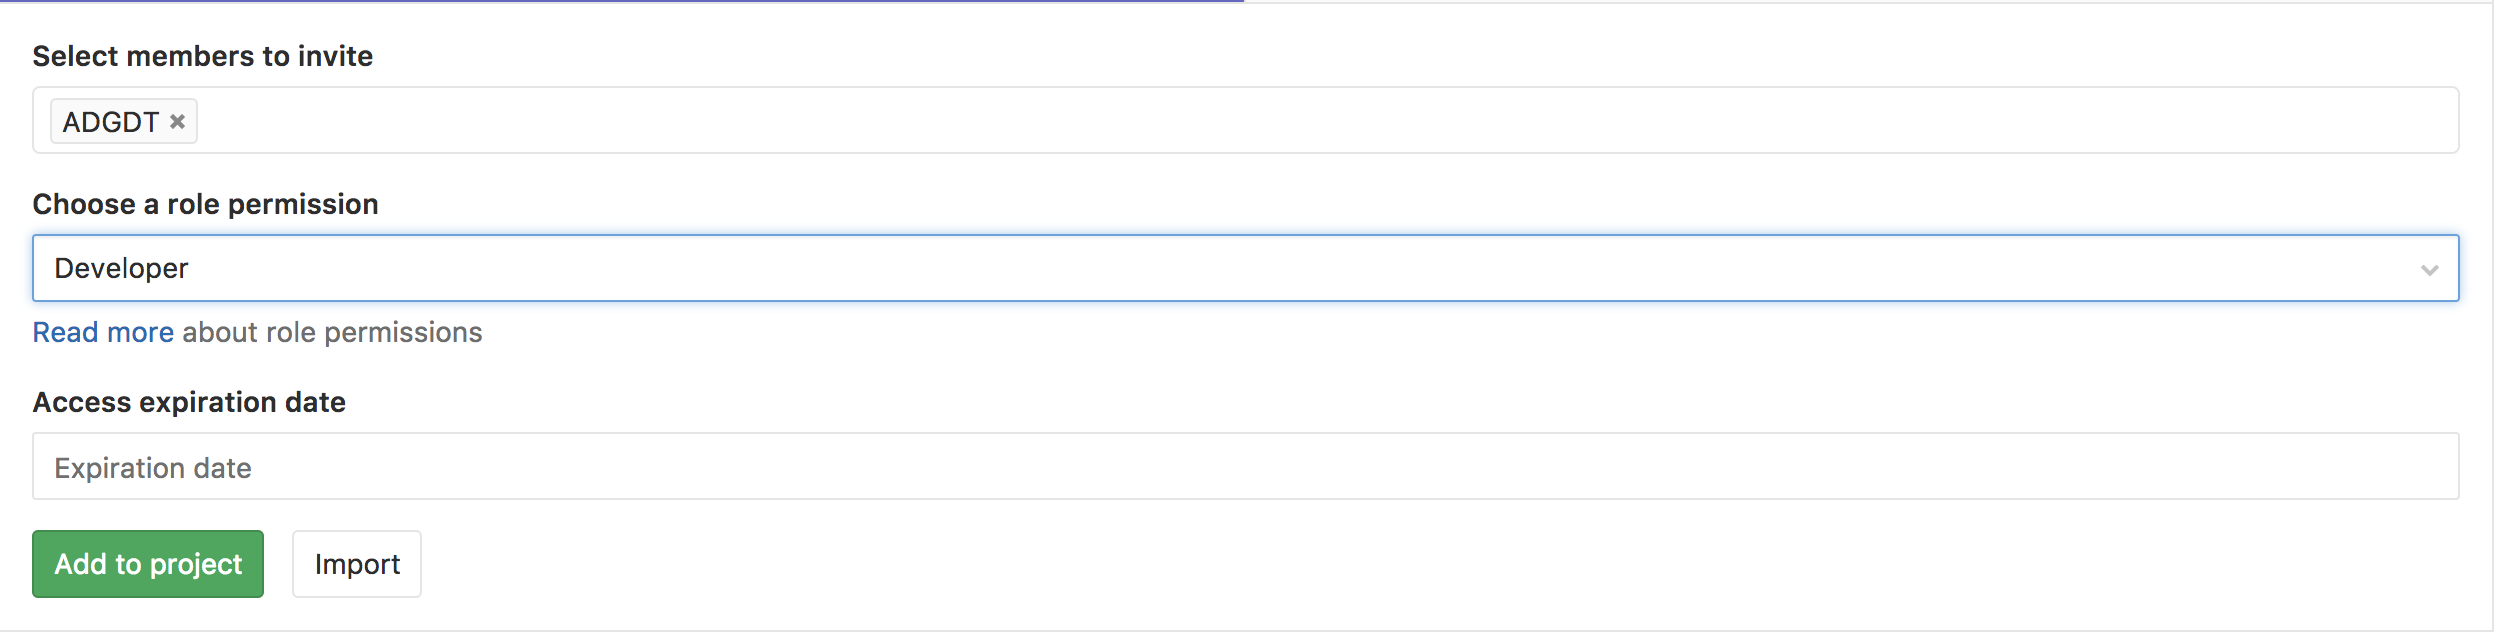 Select members to invite
ADGDT
Choose a role permission
Developer
Read more about role permissions
Access expiration date
Expiration date
Add to project
Import